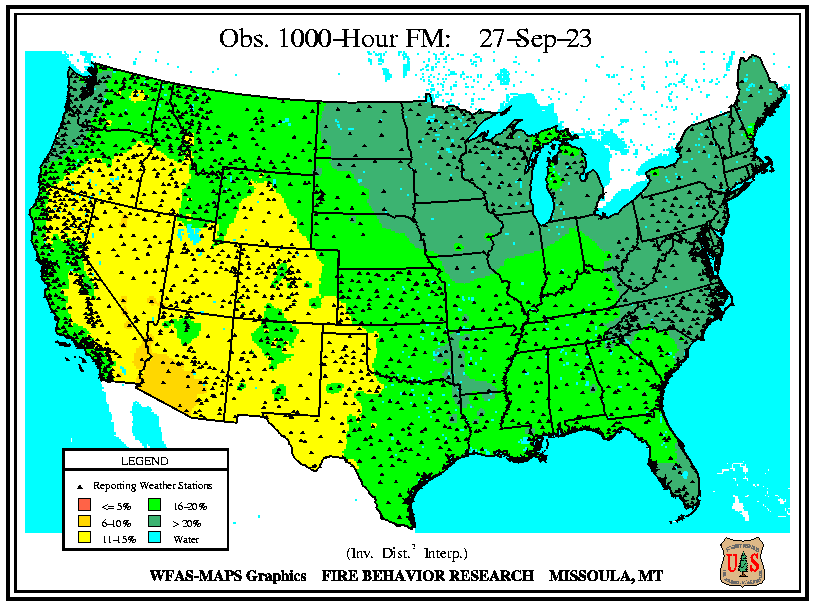 Obs. 1000-Hour FM: 27-Sep-23
LEGEND
Reporting Weather Stations
<= 5% 16-20%
6-10% > 20%
11-15% Water
(Inv. Dist.² Interp.)
WFAS-MAPS Graphics FIRE BEHAVIOR RESEARCH MISSOULA, MT
U S